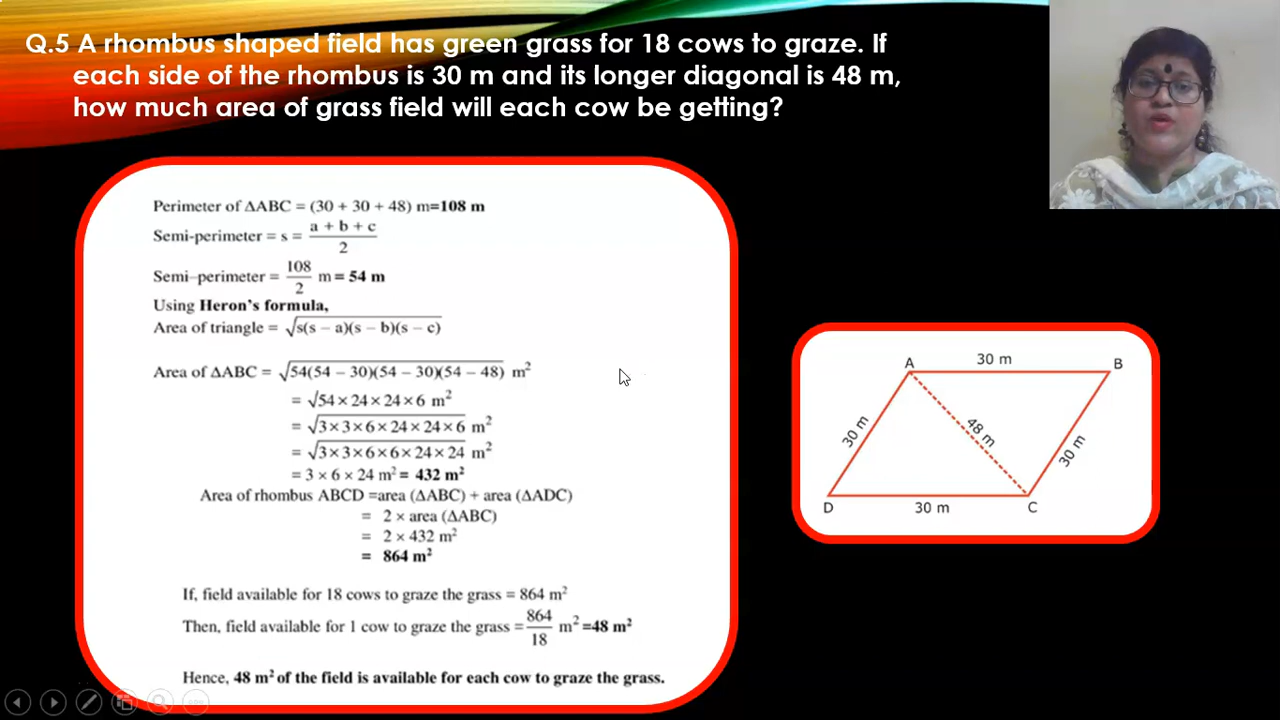 Q.5 A rhombus shaped field has green grass for 18 cows to graze. If
each side of the rhombus is 30 m and its longer diagonal is 48 m,
how much area of grass field will each cow be getting?
Perimeter of ΔABC = (30 + 30 + 48) m=108 m
Semi-perimeter = s = (a + b + c)/2
Semi–perimeter = 108/2 m = 54 m
Using Heron's formula,
Area of triangle = √s(s − a)(s − b)(s − c)
Area of ΔABC = √54(54 − 30)(54 − 30)(54 − 48) m²
= √54 × 24 × 24 × 6 m²
= √3 × 3 × 6 × 24 × 24 × 6 m²
= √3 × 3 × 6 × 6 × 24 × 24 m²
= 3 × 6 × 24 m² = 432 m²
Area of rhombus ABCD =area (ΔABC) + area (ΔADC)
= 2 × area (ΔABC)
= 2 × 432 m²
= 864 m²
If, field available for 18 cows to graze the grass = 864 m²
Then, field available for 1 cow to graze the grass = 864/18 m² =48 m²
Hence, 48 m² of the field is available for each cow to graze the grass.
A
30 m
B
30 m
48 m
30 m
D
30 m
C